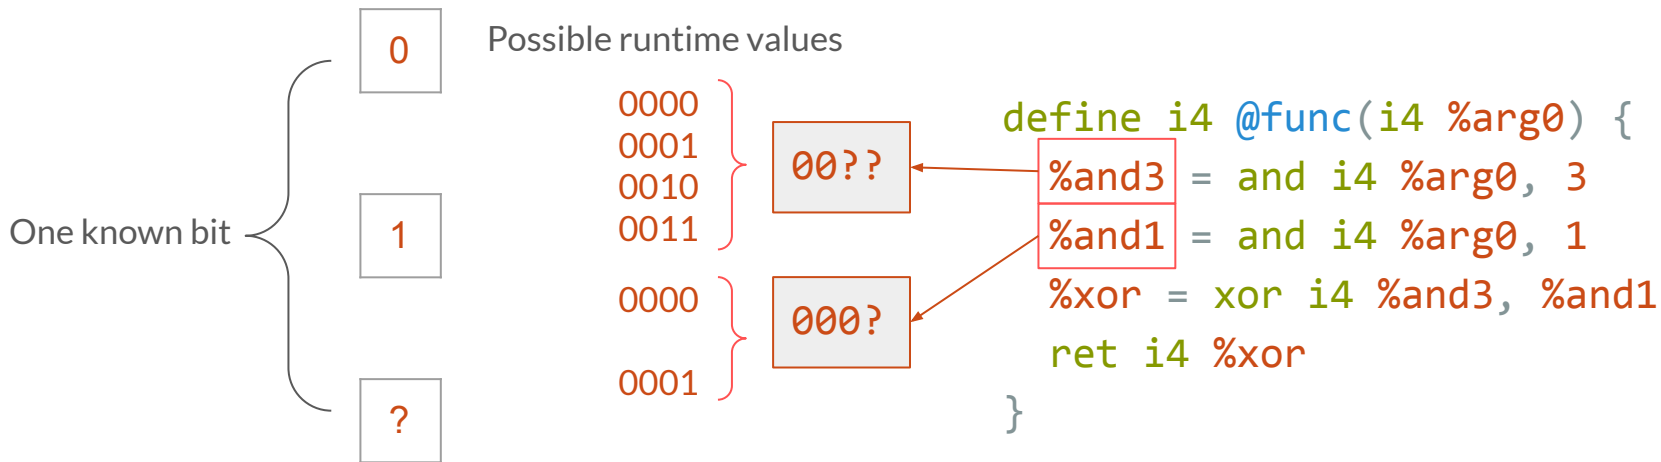 One known bit
0
1
?
Possible runtime values
0000
0001
0010
0011
00??
0000
0001
000?
define i4 @func(i4 %arg0) {
%and3 = and i4 %arg0, 3
%and1 = and i4 %arg0, 1
%xor = xor i4 %and3, %and1
ret i4 %xor
}